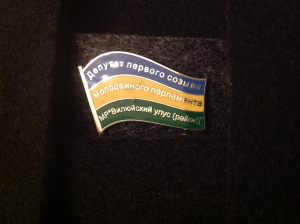 Депутат первого созыва
Молодежного парламента
МР"Вилюйский улус (район)"